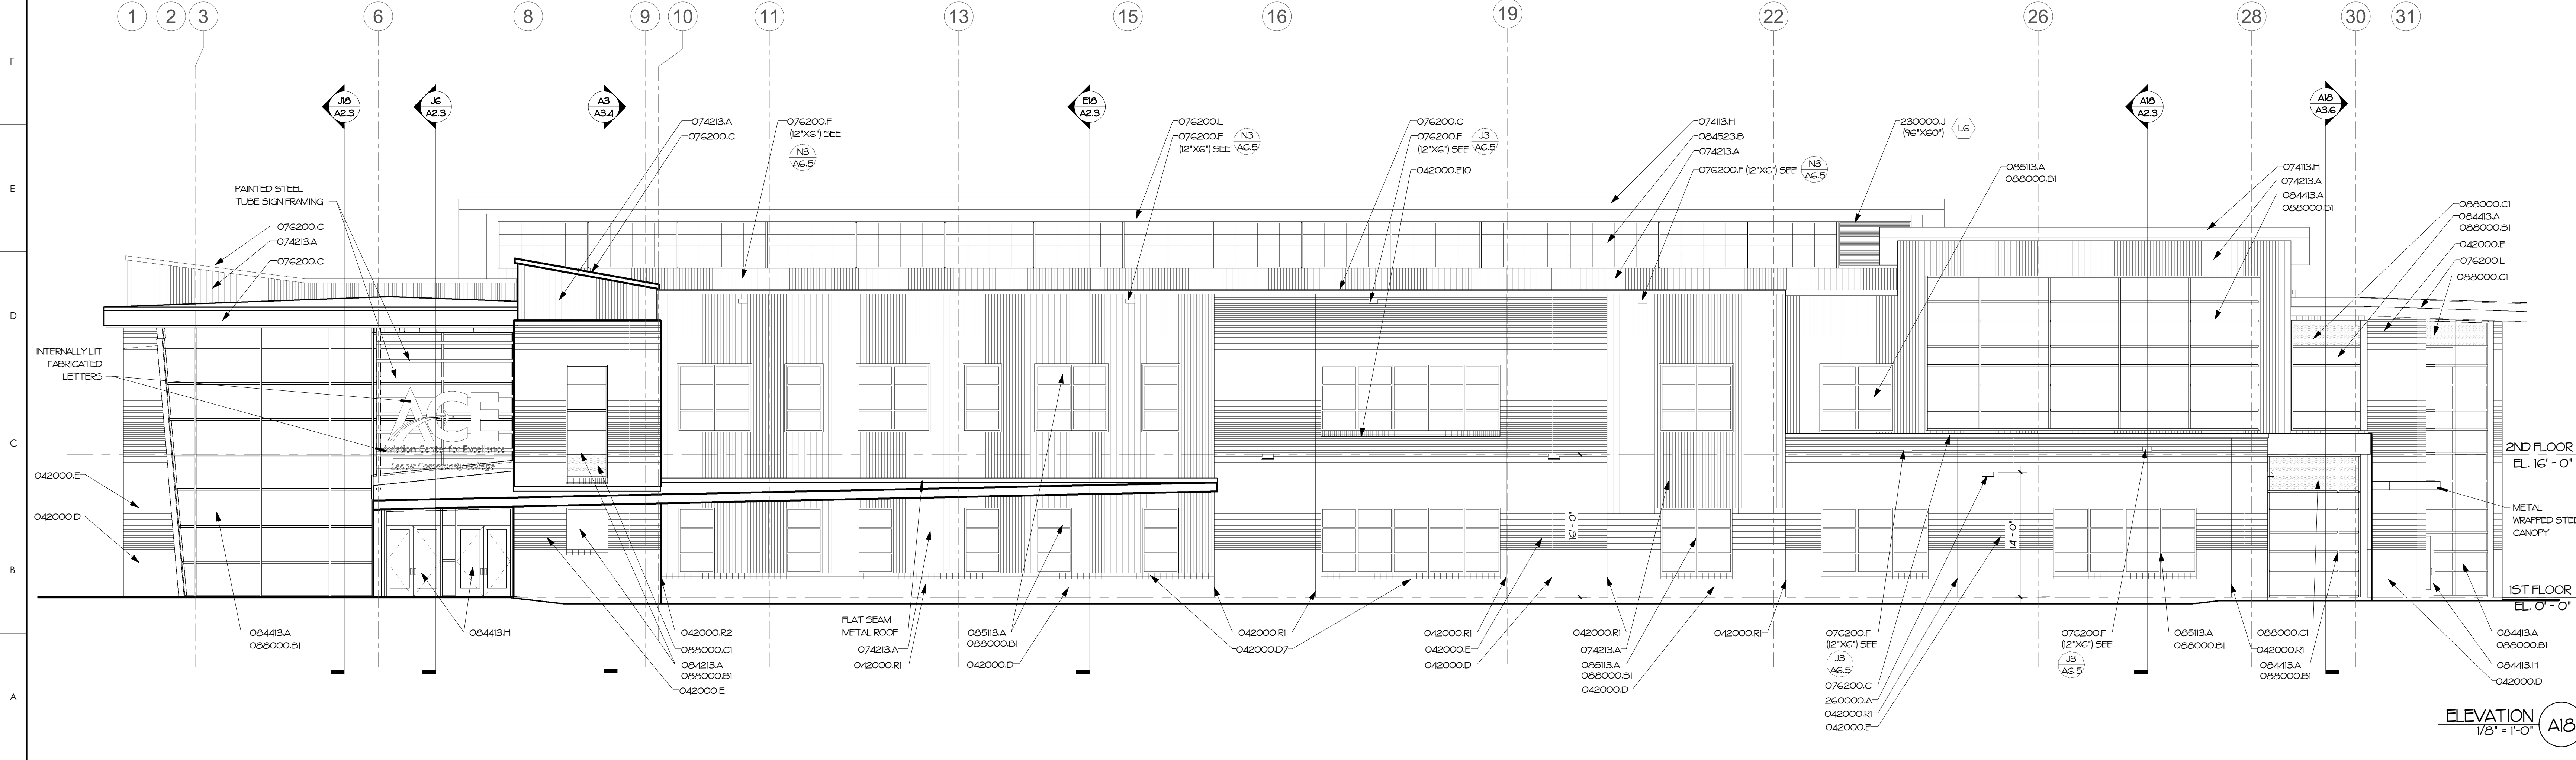 1 2 3 6 8 9 10 11 13 15 16 19 22 26 28 30 31
F
E
D
C
B
A
J18
A2.3
J6
A2.3
A3
A3.4
E18
A2.3
A18
A2.3
A18
A3.6
074213.A
076200.C
076200.F
(12"X6") SEE
N3
A6.5
076200.L
076200.F
(12"X6") SEE
N3
A6.5
076200.C
076200.F
(12"X6") SEE
J3
A6.5
042000.E10
074113.H
084523.B
074213.A
076200.F (12"X6") SEE
N3
A6.5
230000.J
(96"X60")
L6
085113.A
088000.B1
074113.H
074213.A
084413.A
088000.B1
088000.C1
084413.A
088000.B1
042000.E
076200.L
088000.C1
PAINTED STEEL
TUBE SIGN FRAMING
076200.C
074213.A
076200.C
INTERNALLY LIT
FABRICATED
LETTERS
ACE
Aviation Center for Excellence
Lenoir Community College
042000.E
042000.D
2ND FLOOR
EL. 16' - 0"
METAL
WRAPPED STEE
CANOPY
1ST FLOOR
EL. 0' - 0"
16' - 0"
14' - 0"
084413.A
088000.B1
084413.H
042000.R2
088000.C1
084213.A
088000.B1
042000.E
FLAT SEAM
METAL ROOF
074213.A
042000.R1
085113.A
088000.B1
042000.D
042000.R1
042000.D7
042000.R1
042000.E
042000.D
042000.R1
074213.A
085113.A
088000.B1
042000.D
042000.R1
076200.F
(12"X6") SEE
J3
A6.5
076200.C
260000.A
042000.R1
042000.E
076200.F
(12"X6") SEE
J3
A6.5
085113.A
088000.B1
042000.R1
088000.C1
084413.A
088000.B1
084413.A
088000.B1
084413.H
042000.D
ELEVATION
1/8" = 1'-0"
A18